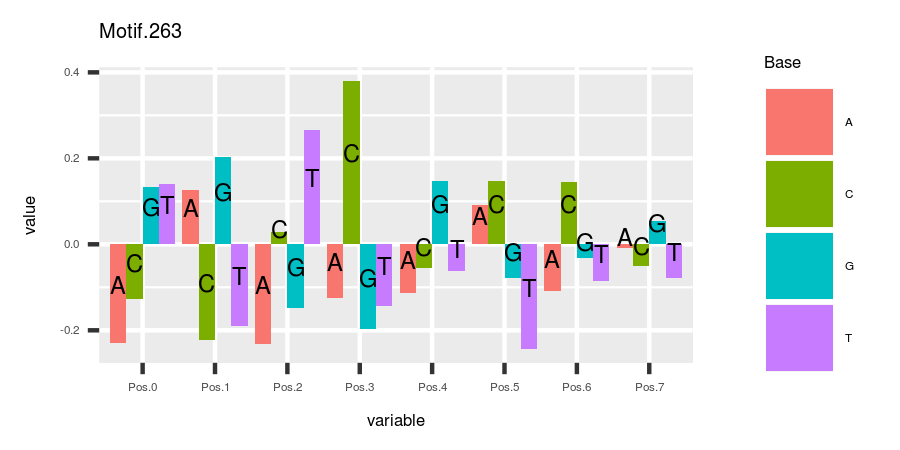 Motif.263
Base
0.4
0.2
0.0
-0.2
value
A C G T A C G T A C G T A C G T A C G T A C G T A C G T A C G T
Pos.0 Pos.1 Pos.2 Pos.3 Pos.4 Pos.5 Pos.6 Pos.7
variable
A
C
G
T